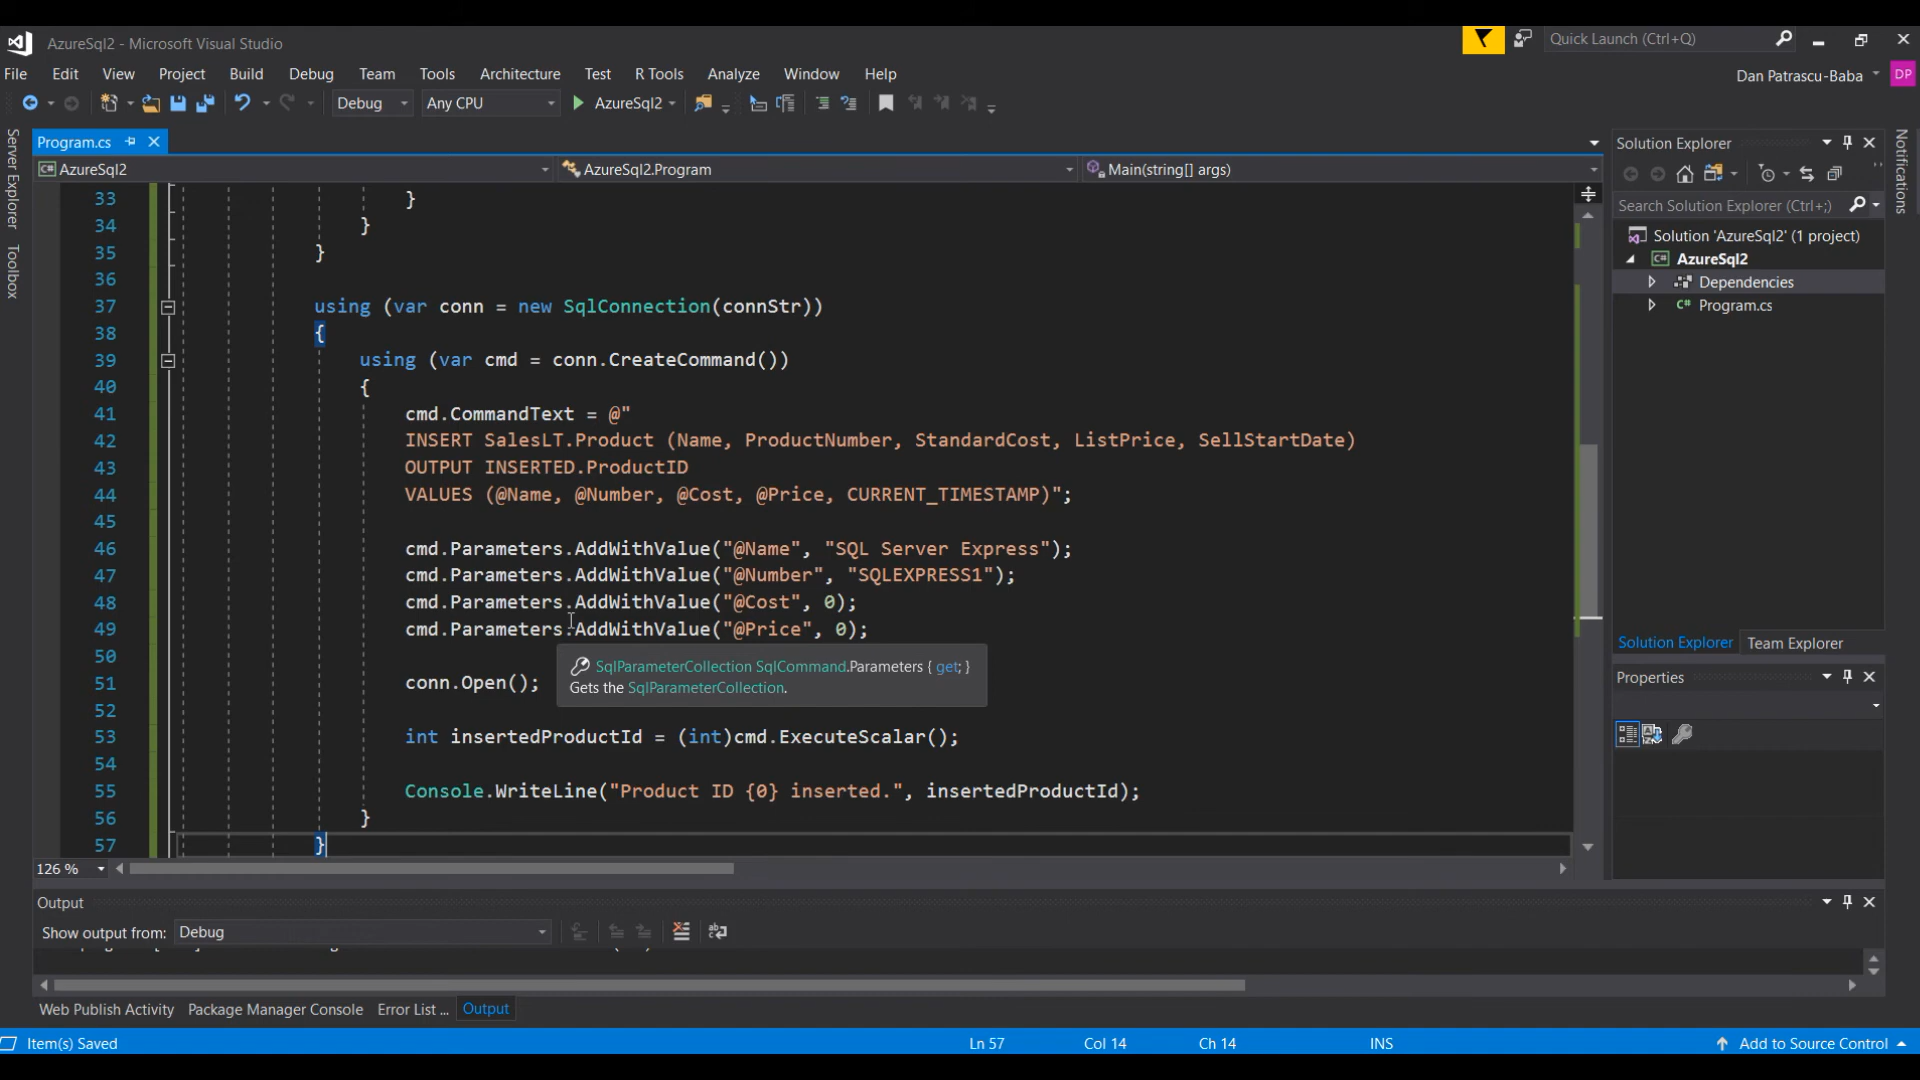 AzureSql2 - Microsoft Visual Studio
Quick Launch (Ctrl+Q)
File Edit View Project Build Debug Team Tools Architecture Test R Tools Analyze Window Help
Dan Patrascu-Baba
DP
Debug
Any CPU
AzureSql2
Server Explorer
Toolbox
Program.cs
AzureSql2
AzureSql2.Program
Main(string[] args)
33 }
34 }
35 }
36
37 using (var conn = new SqlConnection(connStr))
38 {
39 using (var cmd = conn.CreateCommand())
40 {
41 cmd.CommandText = @"
42 INSERT SalesLT.Product (Name, ProductNumber, StandardCost, ListPrice, SellStartDate)
43 OUTPUT INSERTED.ProductID
44 VALUES (@Name, @Number, @Cost, @Price, CURRENT_TIMESTAMP)";
45
46 cmd.Parameters.AddWithValue("@Name", "SQL Server Express");
47 cmd.Parameters.AddWithValue("@Number", "SQLEXPRESS1");
48 cmd.Parameters.AddWithValue("@Cost", 0);
49 cmd.Parameters.AddWithValue("@Price", 0);
50
SqlParameterCollection SqlCommand.Parameters { get; }
Gets the SqlParameterCollection.
51 conn.Open();
52
53 int insertedProductId = (int)cmd.ExecuteScalar();
54
55 Console.WriteLine("Product ID {0} inserted.", insertedProductId);
56 }
57 }
126 %
Solution Explorer
Search Solution Explorer (Ctrl+;)
Solution 'AzureSql2' (1 project)
AzureSql2
Dependencies
Program.cs
Solution Explorer Team Explorer
Properties
Notifications
Output
Show output from: Debug
Web Publish Activity Package Manager Console Error List ... Output
Item(s) Saved
Ln 57
Col 14
Ch 14
INS
Add to Source Control